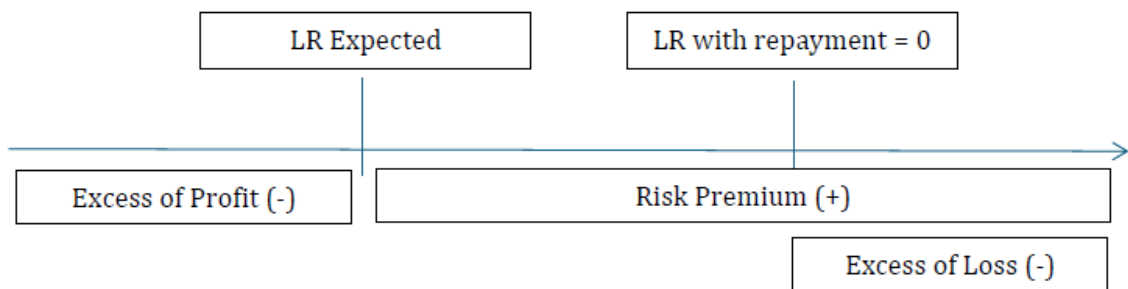 LR Expected
LR with repayment = 0
Excess of Profit (-)
Risk Premium (+)
Excess of Loss (-)